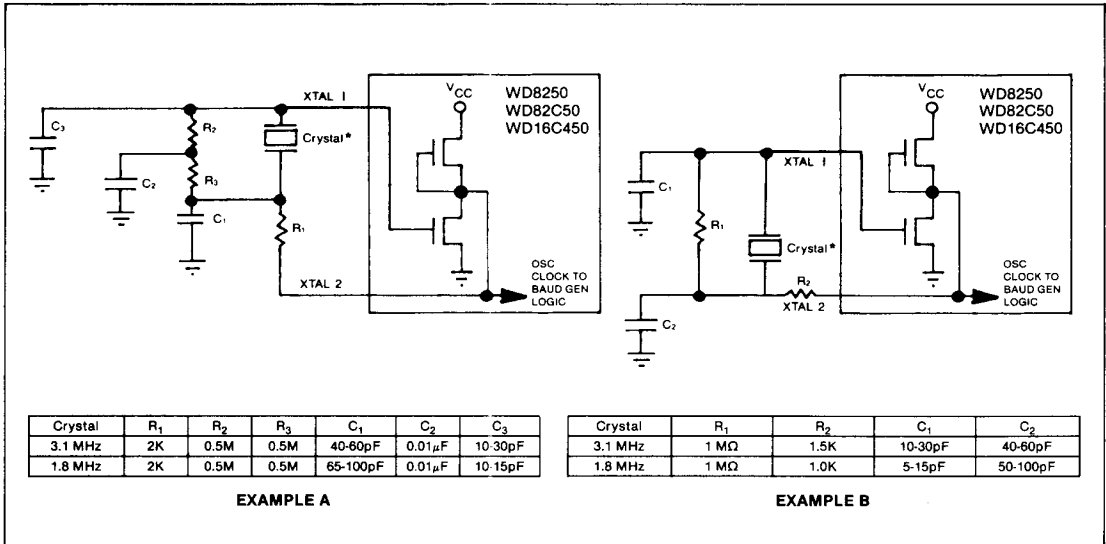 V_CC
WD8250
WD82C50
WD16C450
XTAL 1
C₃
R₂
Crystal*
C₂
R₃
C₁
R₁
XTAL 2
OSC
CLOCK TO
BAUD GEN
LOGIC
V_CC
WD8250
WD82C50
WD16C450
XTAL 1
C₁
R₁
Crystal*
R₂
XTAL 2
C₂
OSC
CLOCK TO
BAUD GEN
LOGIC
Crystal R₁ R₂ R₃ C₁ C₂ C₃
3.1 MHz 2K 0.5M 0.5M 40-60pF 0.01μF 10-30pF
1.8 MHz 2K 0.5M 0.5M 65-100pF 0.01μF 10-15pF
EXAMPLE A
Crystal R₁ R₂ C₁ C₂
3.1 MHz 1 MΩ 1.5K 10-30pF 40-60pF
1.8 MHz 1 MΩ 1.0K 5-15pF 50-100pF
EXAMPLE B